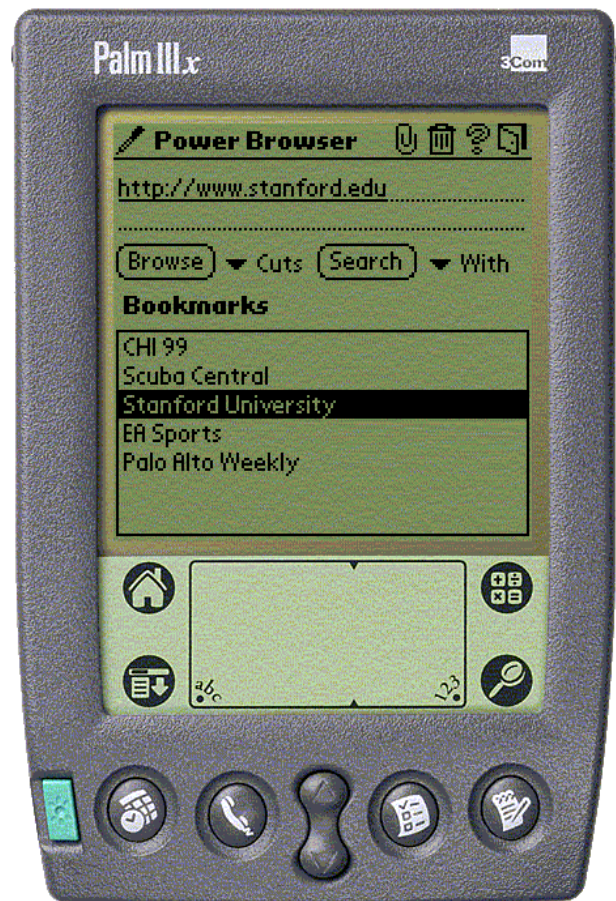 Palm IIIx
3Com
Power Browser
http://www.stanford.edu
Browse Cuts Search With
Bookmarks
CHI 99
Scuba Central
Stanford University
EA Sports
Palo Alto Weekly
abc 123